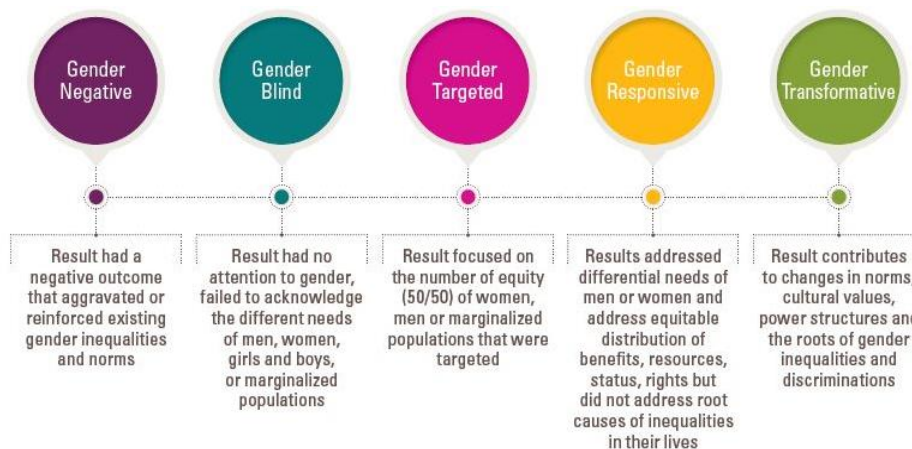 Gender
Negative
Gender
Blind
Gender
Targeted
Gender
Responsive
Gender
Transformative
Result had a
negative outcome
that aggravated or
reinforced existing
gender inequalities
and norms
Result had no
attention to gender,
failed to acknowledge
the different needs
of men, women,
girls and boys,
or marginalized
populations
Result focused on
the number of equity
(50/50) of women,
men or marginalized
populations that were
targeted
Results addressed
differential needs of
men or women and
address equitable
distribution of
benefits, resources,
status, rights but
did not address root
causes of inequalities
in their lives
Result contributes
to changes in norms,
cultural values,
power structures and
the roots of gender
inequalities and
discriminations